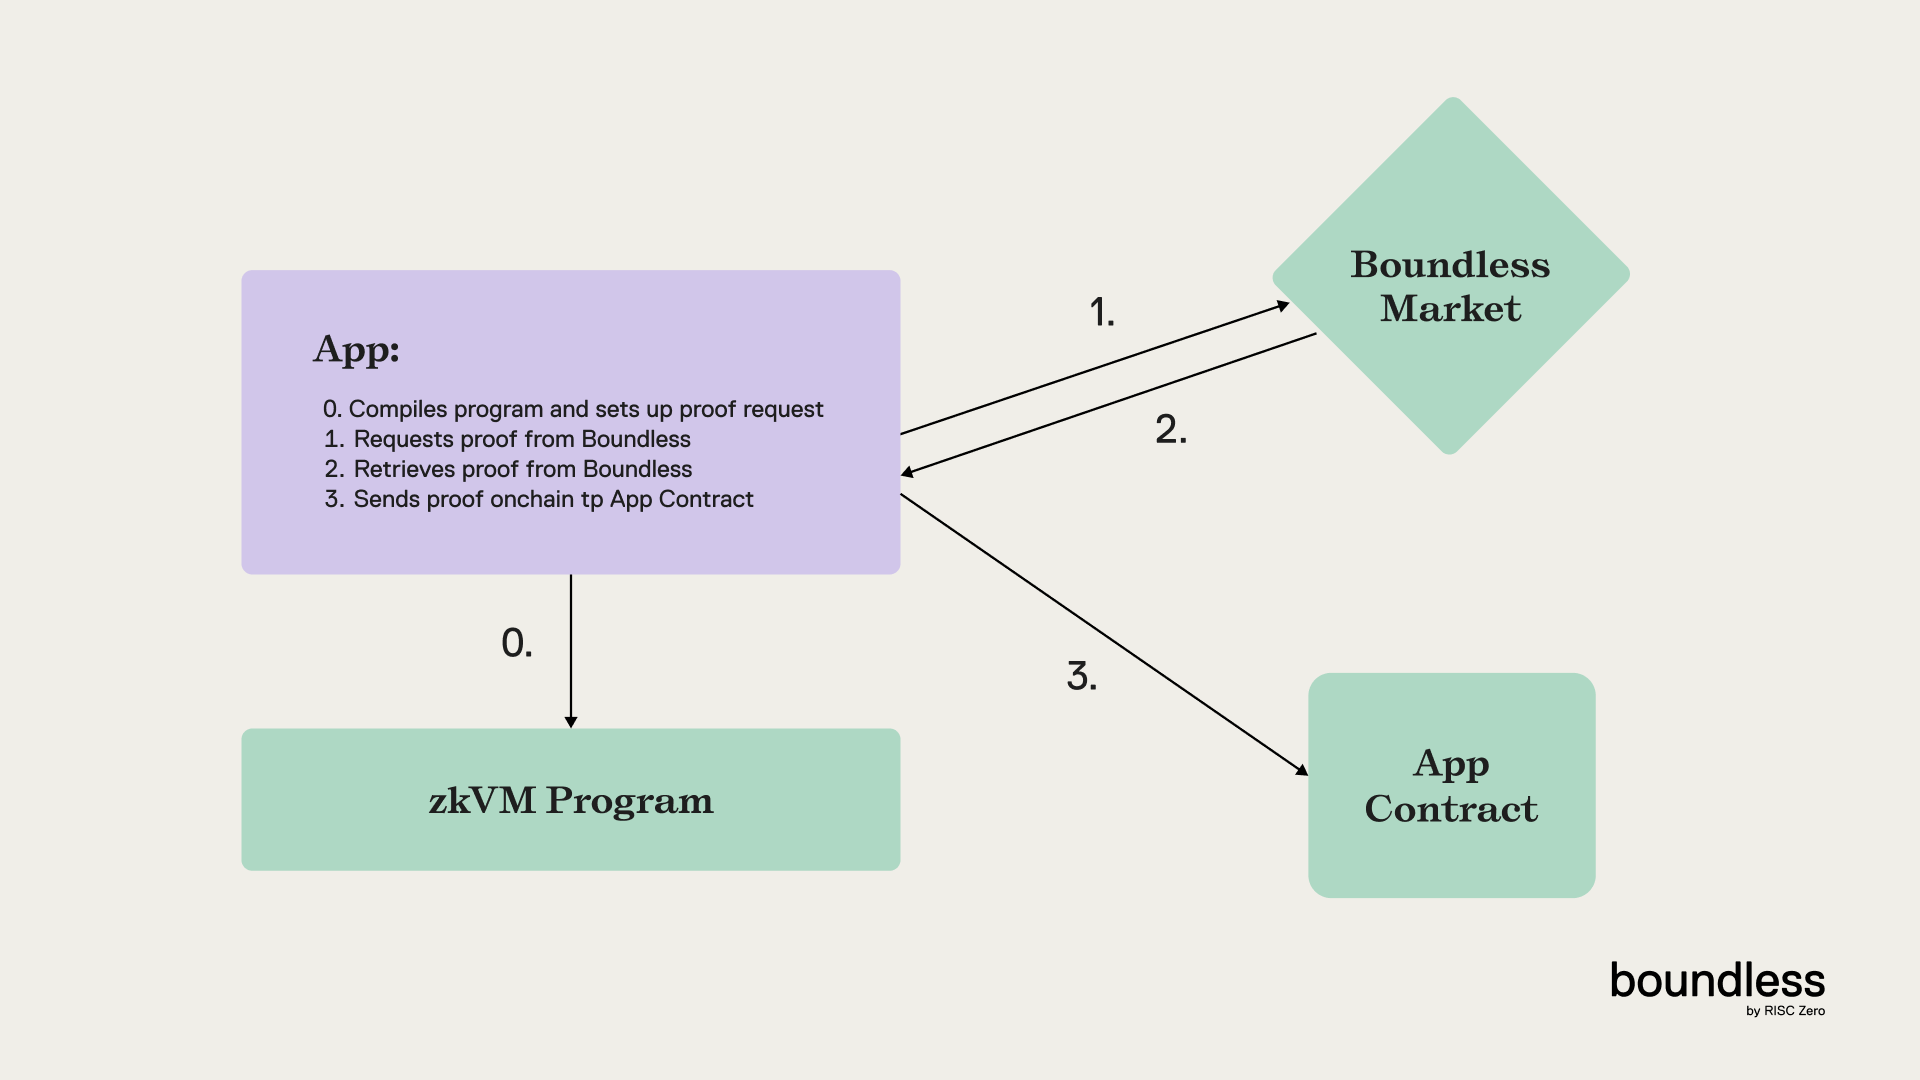 App:
0. Compiles program and sets up proof request
1. Requests proof from Boundless
2. Retrieves proof from Boundless
3. Sends proof onchain tp App Contract
1.
2.
Boundless
Market
0.
3.
zkVM Program
App
Contract
boundless
by RISC Zero